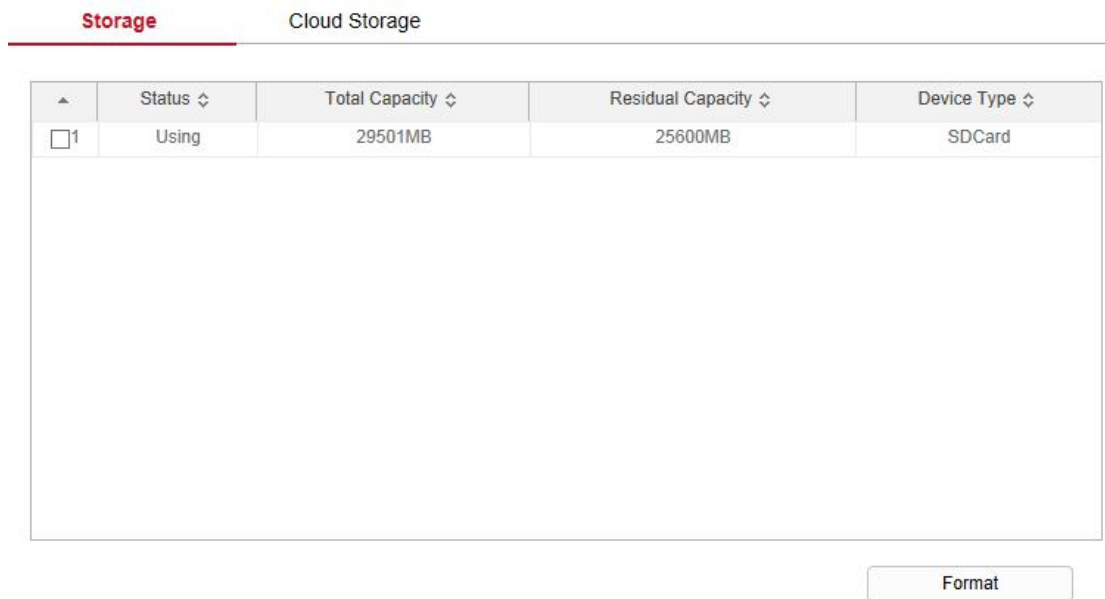 Storage Cloud Storage
Status Total Capacity Residual Capacity Device Type
1 Using 29501MB 25600MB SDCard
Format